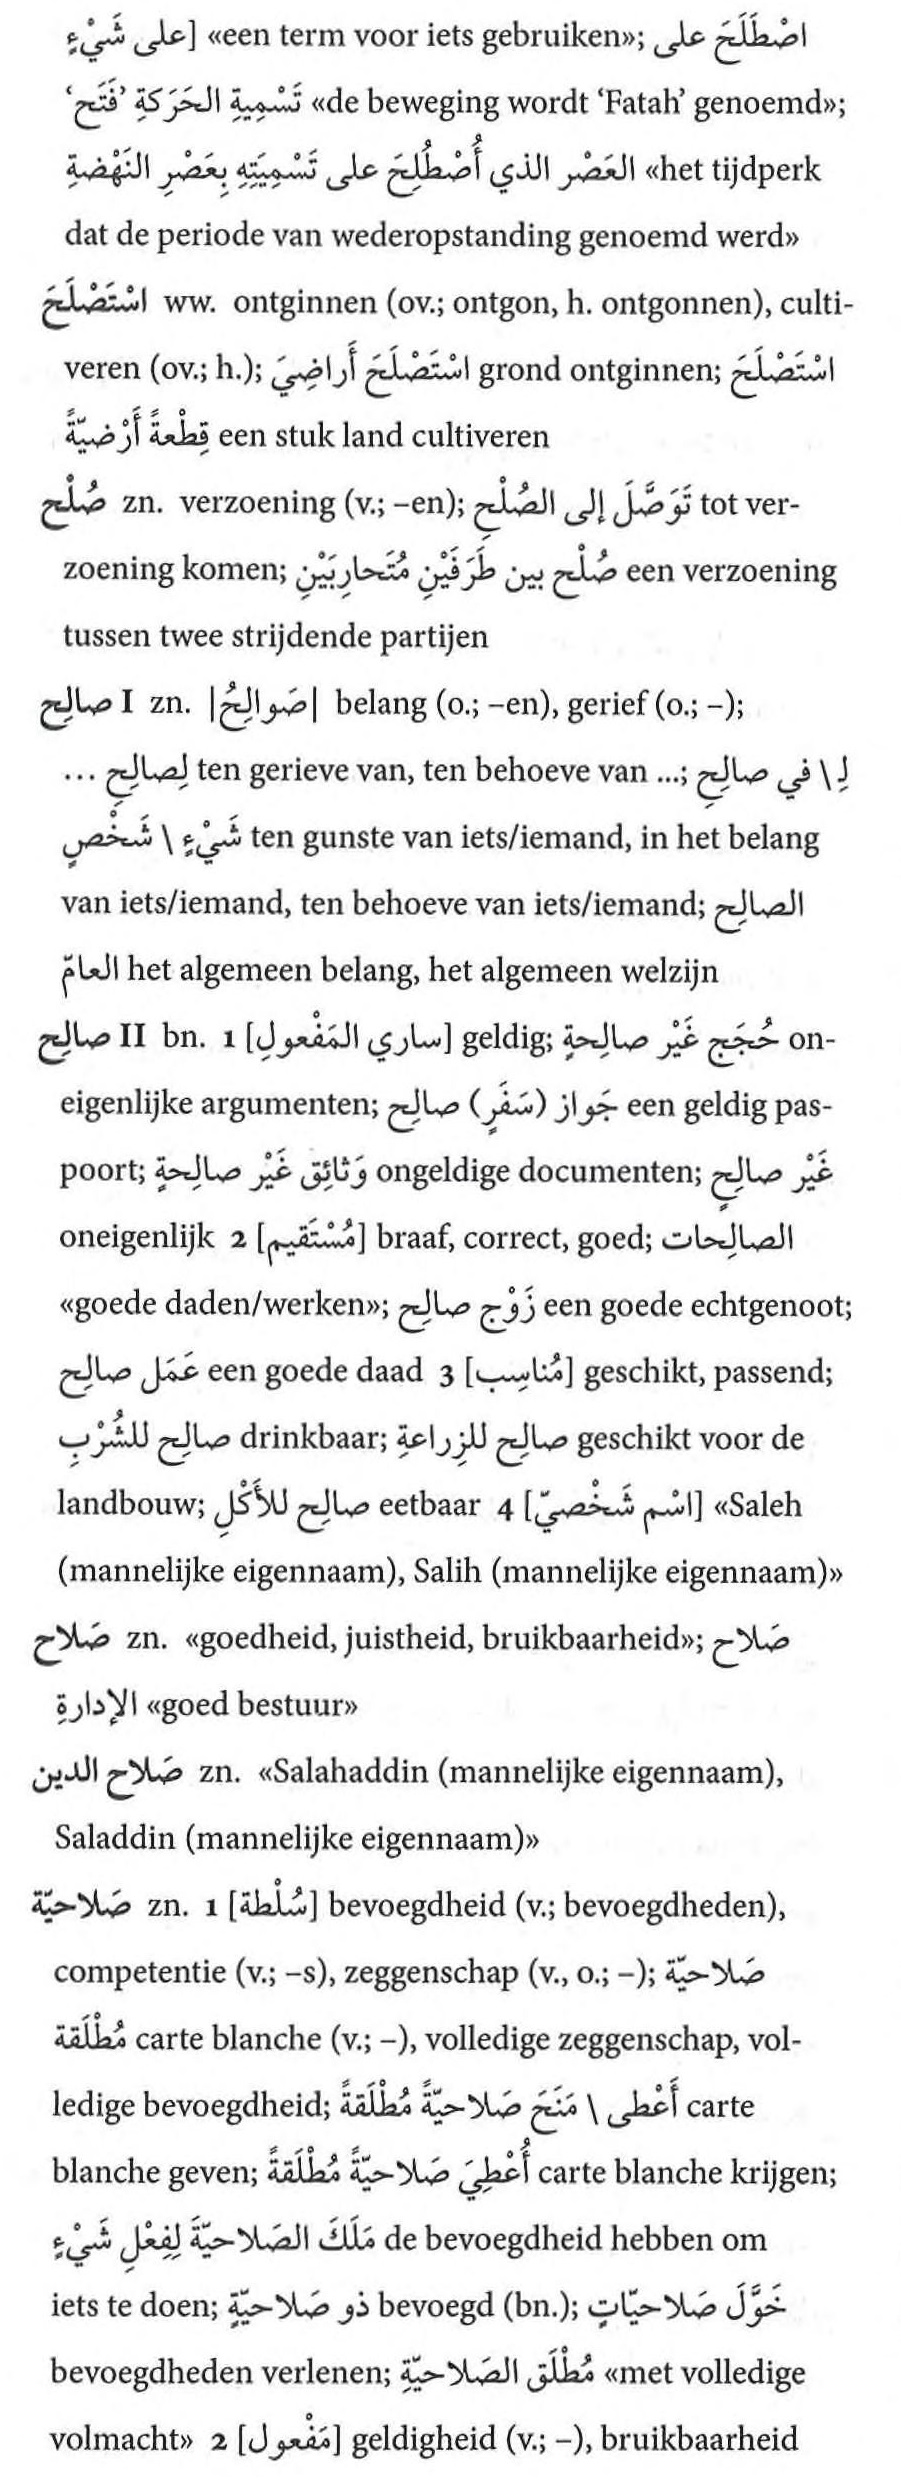 على شَيْءٍ] «een term voor iets gebruiken»; اصْطَلَحَ على
تَسْمِيةِ الحَرَكةِ ’فَتَح‘ «de beweging wordt ‘Fatah’ genoemd»;
العَصْر الذي أُصْطُلِحَ على تَسْمِيَتِهِ بِعَصْرِ النَهْضةِ «het tijdperk
dat de periode van wederopstanding genoemd werd»
اسْتَصْلَحَ ww. ontginnen (ov.; ontgon, h. ontgonnen), culti-
veren (ov.; h.); اسْتَصْلَحَ أَراضِيَ grond ontginnen; اسْتَصْلَحَ
قِطْعةً أَرْضيّةً een stuk land cultiveren
صُلْح zn. verzoening (v.; –en); تَوَصَّلَ إلى الصُلْحِ tot ver-
zoening komen; صُلْح بين طَرَفَيْنِ مُتَحارِبَيْنِ een verzoening
tussen twee strijdende partijen
صالِح I zn. |صَوالِحُ| belang (o.; –en), gerief (o.; –);
لِصالِحِ ... ten gerieve van, ten behoeve van ...; لِ \ في صالِحِ
شَيْءٍ \ شَخْصٍ ten gunste van iets/iemand, in het belang
van iets/iemand, ten behoeve van iets/iemand; الصالِح
العامّ het algemeen belang, het algemeen welzijn
صالِح II bn. 1 [ساري المَفْعولِ] geldig; حُجَج غَيْر صالِحةٍ on-
eigenlijke argumenten; جَواز (سَفَرٍ) صالِح een geldig pas-
poort; وَثائِق غَيْر صالِحةٍ ongeldige documenten; غَيْر صالِحٍ
oneigenlijk 2 [مُسْتَقيم] braaf, correct, goed; الصالِحات
«goede daden/werken»; زَوْج صالِح een goede echtgenoot;
عَمَل صالِح een goede daad 3 [مُناسِب] geschikt, passend;
صالِح للشُرْبِ drinkbaar; صالِح للزِراعةِ geschikt voor de
landbouw; صالِح للأَكْلِ eetbaar 4 [اسْم شَخْصيّ] «Saleh
(mannelijke eigennaam), Salih (mannelijke eigennaam)»
صَلاح zn. «goedheid, juistheid, bruikbaarheid»; صَلاح
الإدارةِ «goed bestuur»
صَلاح الدين zn. «Salahaddin (mannelijke eigennaam),
Saladdin (mannelijke eigennaam)»
صَلاحيّة zn. 1 [سُلْطة] bevoegdheid (v.; bevoegdheden),
competentie (v.; –s), zeggenschap (v., o.; –); صَلاحيّة
مُطْلَقة carte blanche (v.; –), volledige zeggenschap, vol-
ledige bevoegdheid; أَعْطى \ مَنَحَ صَلاحيّةً مُطْلَقةً carte
blanche geven; أُعْطِيَ صَلاحيّةً مُطْلَقةً carte blanche krijgen;
مَلَكَ الصَلاحيّةَ لِفِعْلِ شَيْءٍ de bevoegdheid hebben om
iets te doen; ذو صَلاحيّةٍ bevoegd (bn.); خَوَّلَ صَلاحيّاتٍ
bevoegdheden verlenen; مُطْلَق الصَلاحيّةِ «met volledige
volmacht» 2 [مَفْعول] geldigheid (v.; –), bruikbaarheid